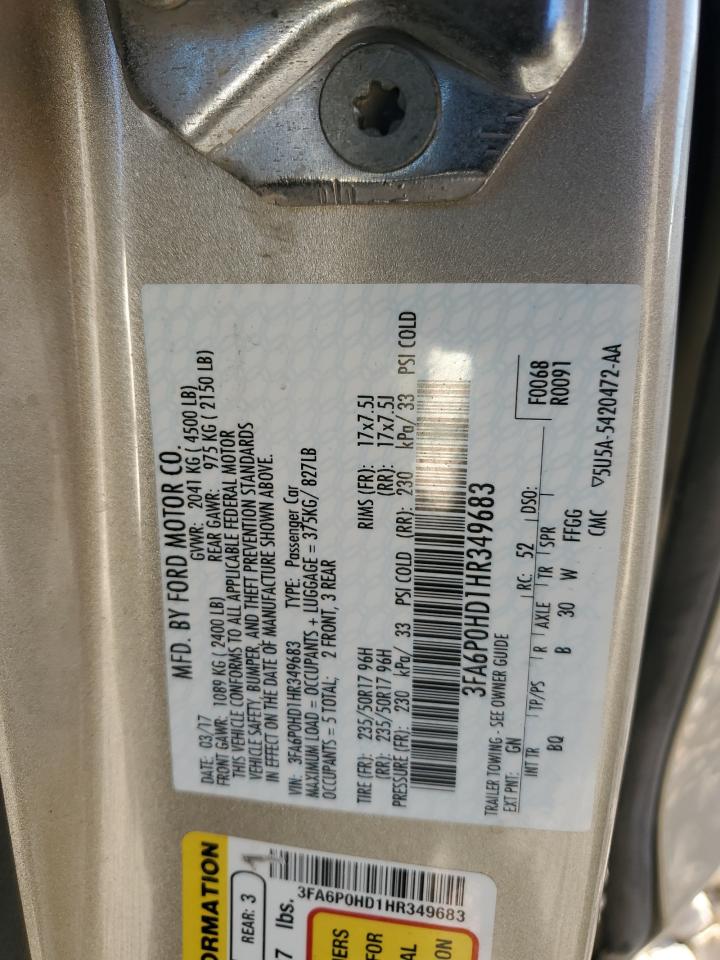 MFD. BY FORD MOTOR CO.
DATE: 03/17 GVWR: 2041 KG ( 4500 LB)
FRONT GAWR: 1089 KG ( 2400 LB) REAR GAWR: 975 KG ( 2150 LB)
THIS VEHICLE CONFORMS TO ALL APPLICABLE FEDERAL MOTOR
VEHICLE SAFETY, BUMPER, AND THEFT PREVENTION STANDARDS
IN EFFECT ON THE DATE OF MANUFACTURE SHOWN ABOVE.
VIN: 3FA6P0HD1HR349683 TYPE: Passenger Car
MAXIMUM LOAD = OCCUPANTS + LUGGAGE = 375KG/ 827LB
OCCUPANTS = 5 TOTAL; 2 FRONT, 3 REAR
TIRE (FR): 235/50R17 96H RIMS (FR): 17x7.5J
(RR): 235/50R17 96H (RR): 17x7.5J
PRESSURE (FR): 230 kPa/ 33 PSI COLD (RR): 230 kPa/ 33 PSI COLD
3FA6P0HD1HR349683
TRAILER TOWING - SEE OWNER GUIDE
EXT PNT: GN RC: 52 DSO: F0068
R0091
INT TR TP/PS R AXLE TR SPR
BQ B 30 W FFGG
CMC ▽5U5A-5420472-AA
ORMATION
REAR: 3
7 lbs.
3FA6P0HD1HR349683
NERS
FOR
AL
ON